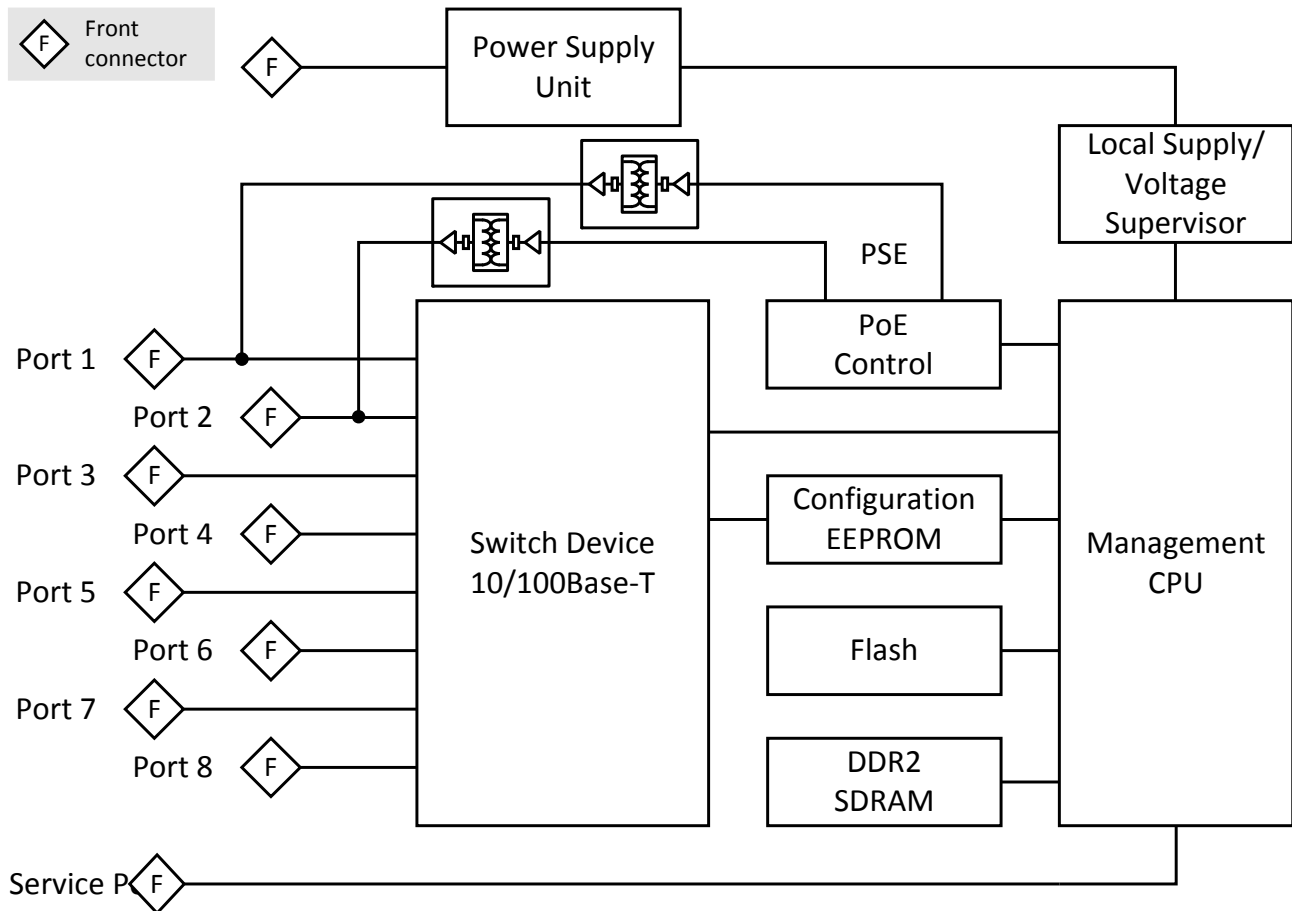 F
Front
connector
F
Power Supply
Unit
Local Supply/
Voltage
Supervisor
PSE
PoE
Control
Port 1
F
Port 2
F
Port 3
F
Port 4
F
Port 5
F
Port 6
F
Port 7
F
Port 8
F
Switch Device
10/100Base-T
Configuration
EEPROM
Flash
DDR2
SDRAM
Management
CPU
Service
F